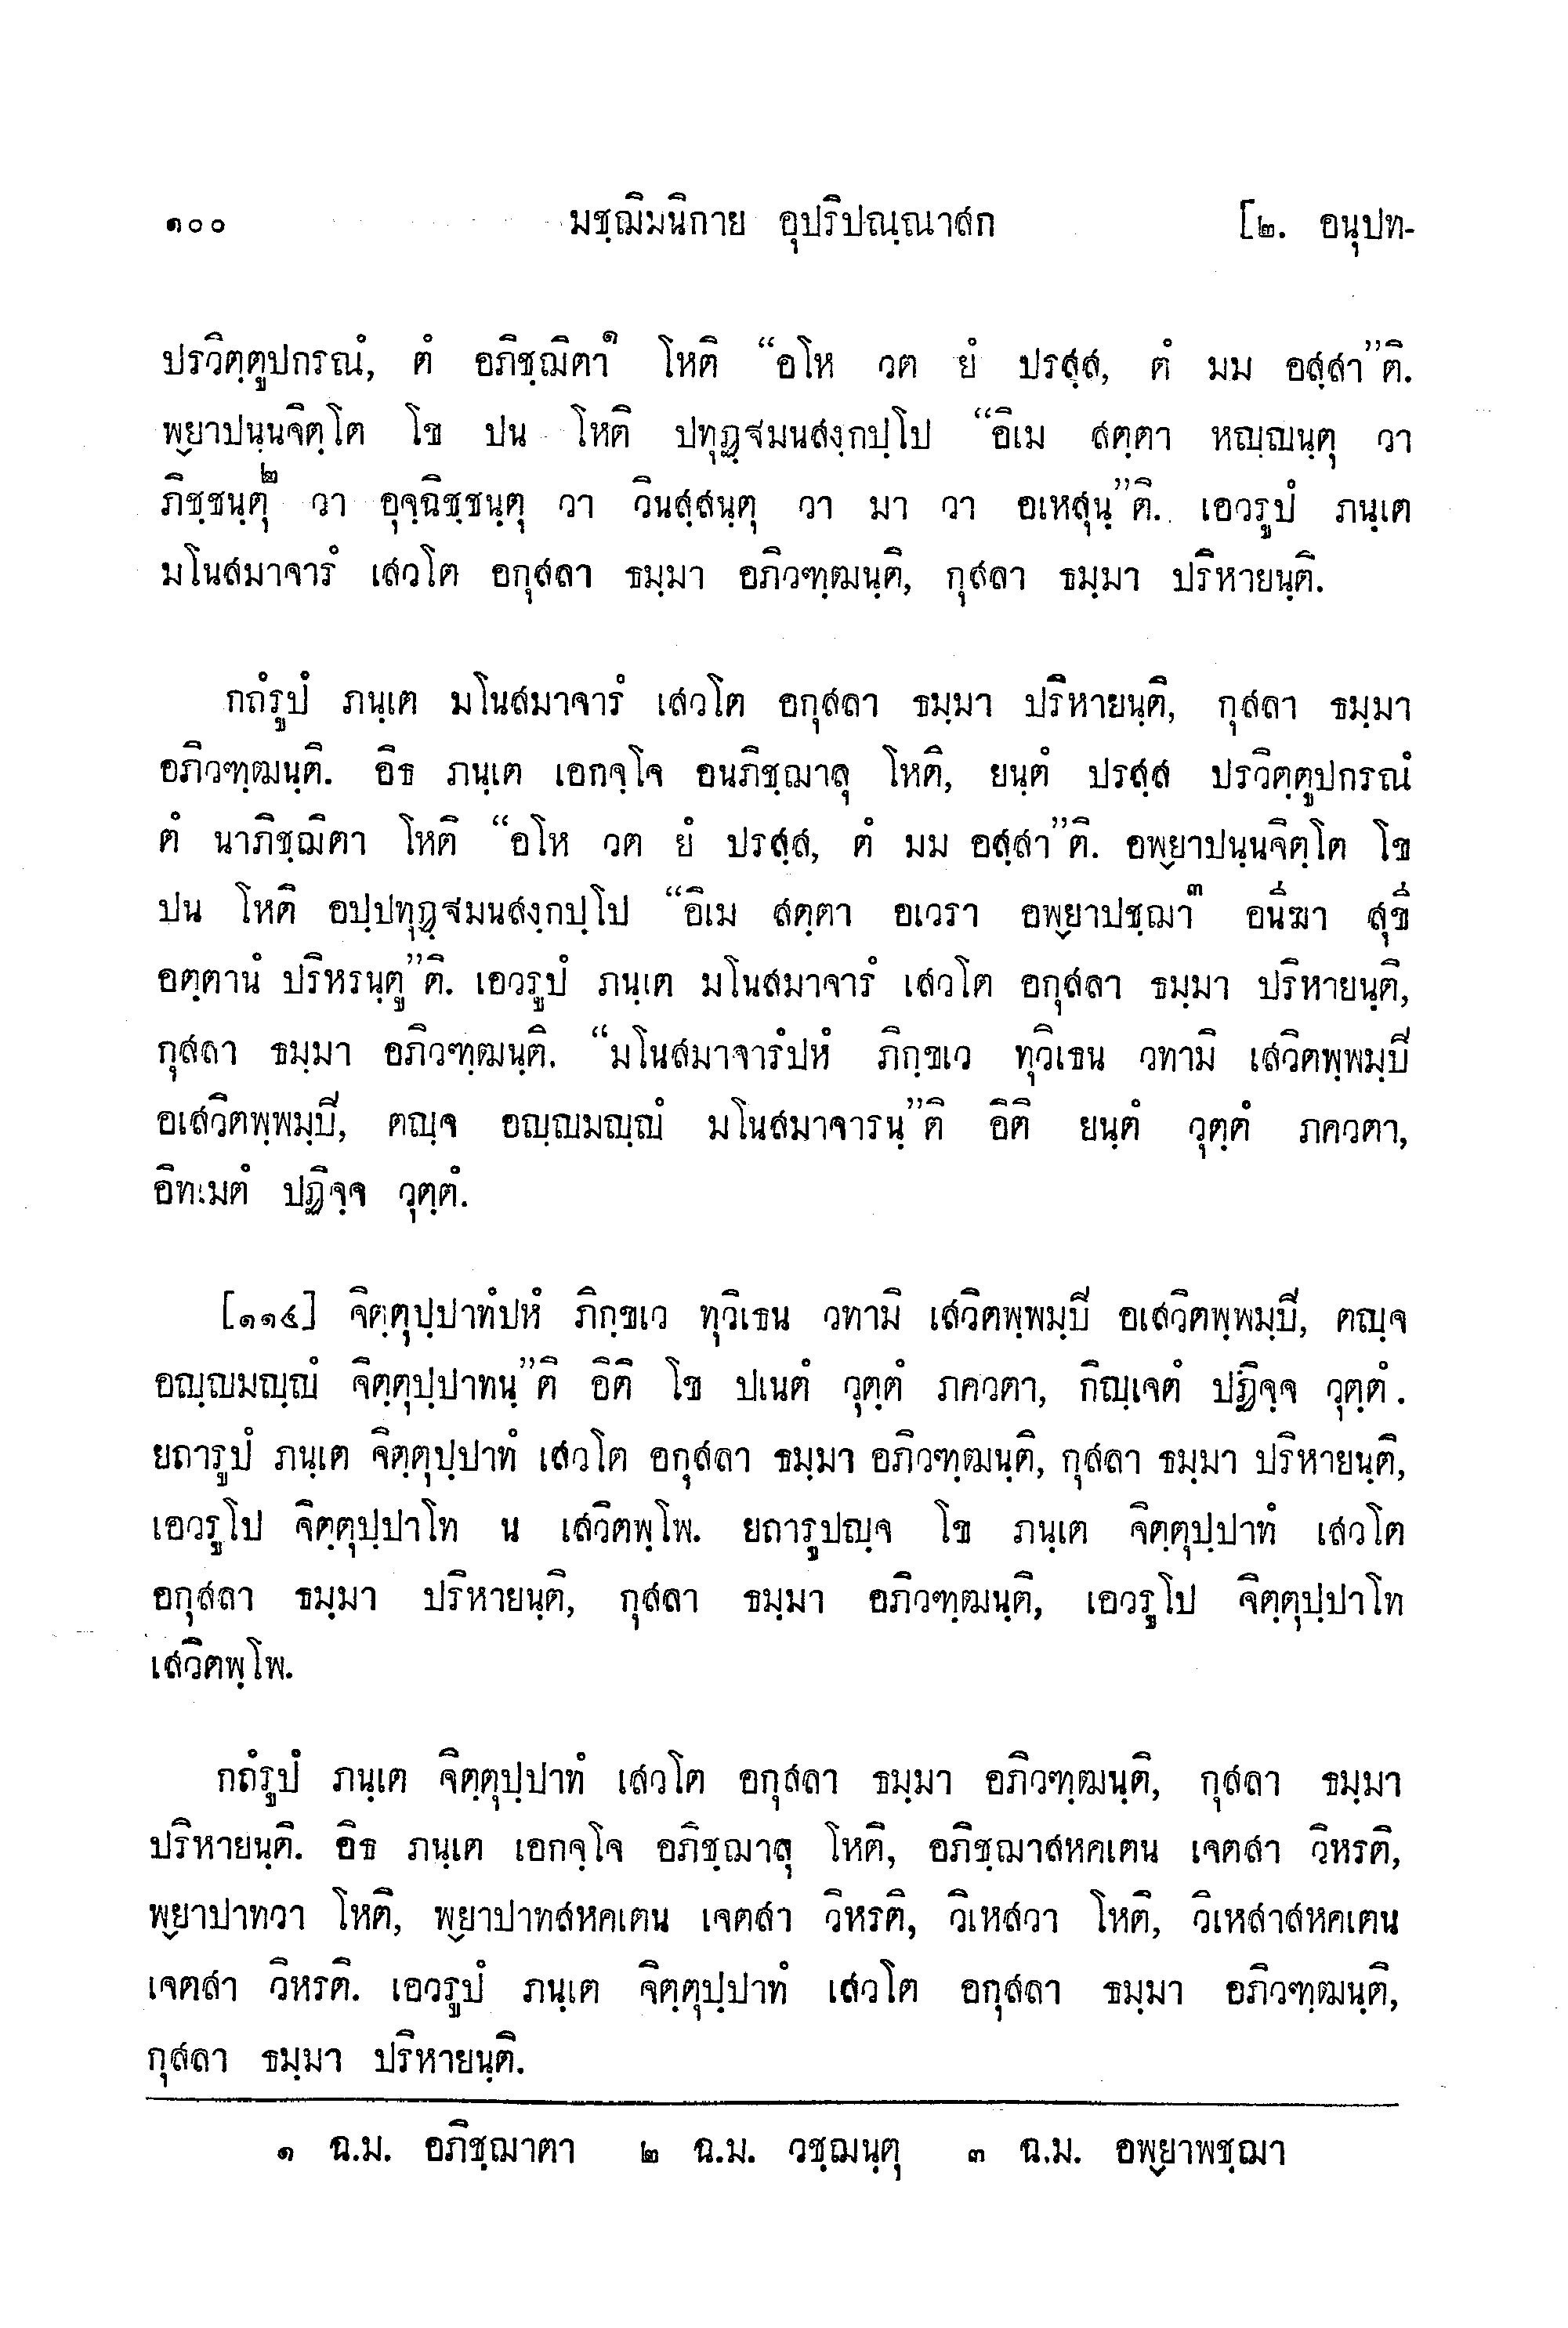 ๑๐๐ มชฺฌิมนิกาย อุปริปณฺณาสก [๒. อนุปท-
ปรวิตฺตูปกรณํ, ตํ อภิชฺฌิตา๑ โหติ “อโห วต ยํ ปรสฺส, ตํ มม อสฺสา”ติ.
พฺยาปนฺนจิตฺโต โข ปน โหติ ปทุฏฺฐมนสงฺกปฺโป “อิเม สตฺตา หญฺญนฺตุ วา
ภิชฺชนฺตุ๒ วา อุจฺฉิชฺชนฺตุ วา วินสฺสนฺตุ วา มา วา อเหสุนฺ”ติ. เอวรูปํ ภนฺเต
มโนสมาจารํ เสวโต อกุสลา ธมฺมา อภิวฑฺฒนฺติ, กุสลา ธมฺมา ปริหายนฺติ.
กถํรูปํ ภนฺเต มโนสมาจารํ เสวโต อกุสลา ธมฺมา ปริหายนฺติ, กุสลา ธมฺมา
อภิวฑฺฒนฺติ. อิธ ภนฺเต เอกจฺโจ อนภิชฺฌาลุ โหติ, ยนฺตํ ปรสฺส ปรวิตฺตูปกรณํ
ตํ นาภิชฺฌิตา โหติ “อโห วต ยํ ปรสฺส, ตํ มม อสฺสา”ติ. อพฺยาปนฺนจิตฺโต โข
ปน โหติ อปฺปทุฏฺฐมนสงฺกปฺโป “อิเม สตฺตา อเวรา อพฺยาปชฺฌา๓ อนีฆา สุขี
อตฺตานํ ปริหรนฺตู”ติ. เอวรูปํ ภนฺเต มโนสมาจารํ เสวโต อกุสลา ธมฺมา ปริหายนฺติ,
กุสลา ธมฺมา อภิวฑฺฒนฺติ. “มโนสมาจารํปหํ ภิกฺขเว ทุวิเธน วทามิ เสวิตพฺพมฺปิ
อเสวิตพฺพมฺปิ, ตญฺจ อญฺญมญฺญํ มโนสมาจารนฺ”ติ อิติ ยนฺตํ วุตฺตํ ภควตา,
อิทเมตํ ปฏิจฺจ วุตฺตํ.
[๑๑๔] จิตฺตุปฺปาทํปหํ ภิกฺขเว ทุวิเธน วทามิ เสวิตพฺพมฺปิ อเสวิตพฺพมฺปิ, ตญฺจ
อญฺญมญฺญํ จิตฺตุปฺปาทนฺ”ติ อิติ โข ปเนตํ วุตฺตํ ภควตา, กิญฺเจตํ ปฏิจฺจ วุตฺตํ.
ยถารูปํ ภนฺเต จิตฺตุปฺปาทํ เสวโต อกุสลา ธมฺมา อภิวฑฺฒนฺติ, กุสลา ธมฺมา ปริหายนฺติ,
เอวรูโป จิตฺตุปฺปาโท น เสวิตพฺโพ. ยถารูปญฺจ โข ภนฺเต จิตฺตุปฺปาทํ เสวโต
อกุสลา ธมฺมา ปริหายนฺติ, กุสลา ธมฺมา อภิวฑฺฒนฺติ, เอวรูโป จิตฺตุปฺปาโท
เสวิตพฺโพ.
กถํรูปํ ภนฺเต จิตฺตุปฺปาทํ เสวโต อกุสลา ธมฺมา อภิวฑฺฒนฺติ, กุสลา ธมฺมา
ปริหายนฺติ. อิธ ภนฺเต เอกจฺโจ อภิชฺฌาลุ โหติ, อภิชฺฌาสหคเตน เจตสา วิหรติ,
พฺยาปาทวา โหติ, พฺยาปาทสหคเตน เจตสา วิหรติ, วิเหสวา โหติ, วิเหสาสหคเตน
เจตสา วิหรติ. เอวรูปํ ภนฺเต จิตฺตุปฺปาทํ เสวโต อกุสลา ธมฺมา อภิวฑฺฒนฺติ,
กุสลา ธมฺมา ปริหายนฺติ.
๑ ฉ.ม. อภิชฺฌาตา ๒ ฉ.ม. วชฺฌนฺตุ ๓ ฉ.ม. อพฺยาพชฺฌา